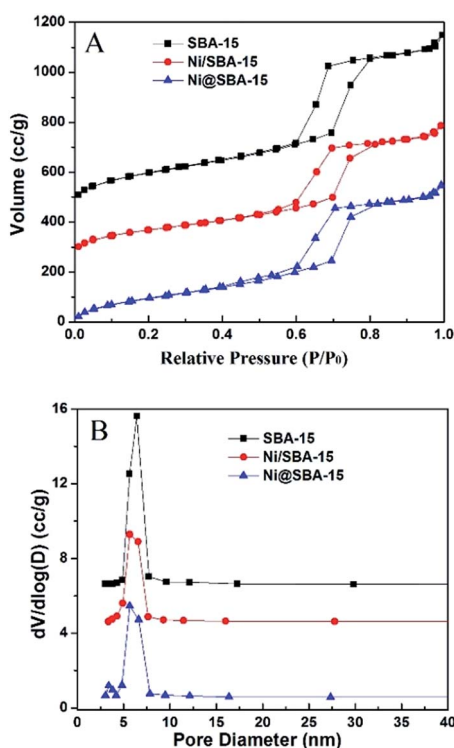 A
SBA-15
Ni/SBA-15
Ni@SBA-15
Volume (cc/g)
1200
1000
800
600
400
200
0
0.0 0.2 0.4 0.6 0.8 1.0
Relative Pressure (P/P0)
B
SBA-15
Ni/SBA-15
Ni@SBA-15
dV/dlog(D) (cc/g)
16
12
8
4
0
0 5 10 15 20 25 30 35 40
Pore Diameter (nm)